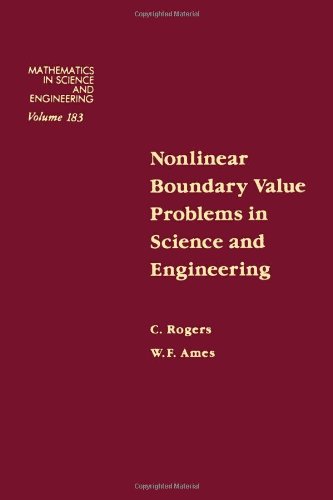 MATHEMATICS
IN SCIENCE
AND
ENGINEERING
Volume 183
Nonlinear
Boundary Value
Problems in
Science and
Engineering
C. Rogers
W.F. Ames